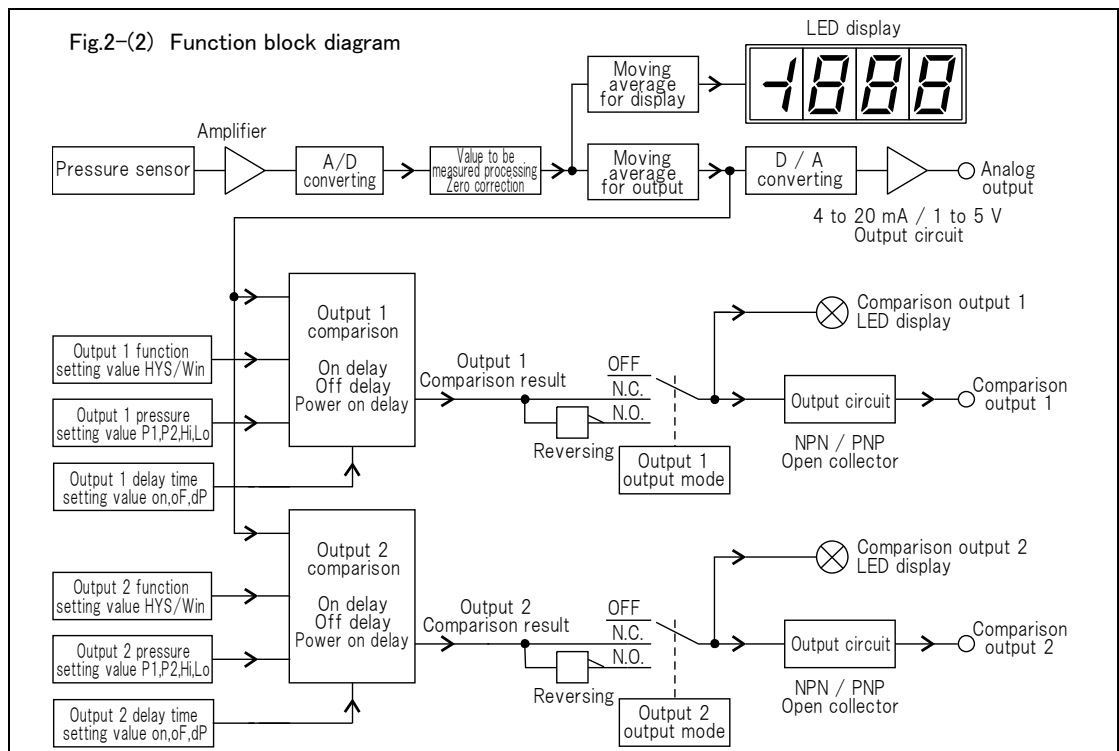 Fig.2-(2) Function block diagram
LED display
-1888
Moving
average
for display
Amplifier
Pressure sensor
A/D
converting
Value to be
measured processing
Zero correction
Moving
average
for output
D / A
converting
Analog
output
4 to 20 mA / 1 to 5 V
Output circuit
Output 1
comparison
On delay
Off delay
Power on delay
Output 1 function
setting value HYS/Win
Output 1 pressure
setting value P1,P2,Hi,Lo
Output 1 delay time
setting value on,oF,dP
Output 1
Comparison result
OFF
N.C.
N.O.
Reversing
Output 1
output mode
Comparison output 1
LED display
Output circuit
NPN / PNP
Open collector
Comparison
output 1
Output 2
comparison
On delay
Off delay
Power on delay
Output 2 function
setting value HYS/Win
Output 2 pressure
setting value P1,P2,Hi,Lo
Output 2 delay time
setting value on,oF,dP
Output 2
Comparison result
OFF
N.C.
N.O.
Reversing
Output 2
output mode
Comparison output 2
LED display
Output circuit
NPN / PNP
Open collector
Comparison
output 2